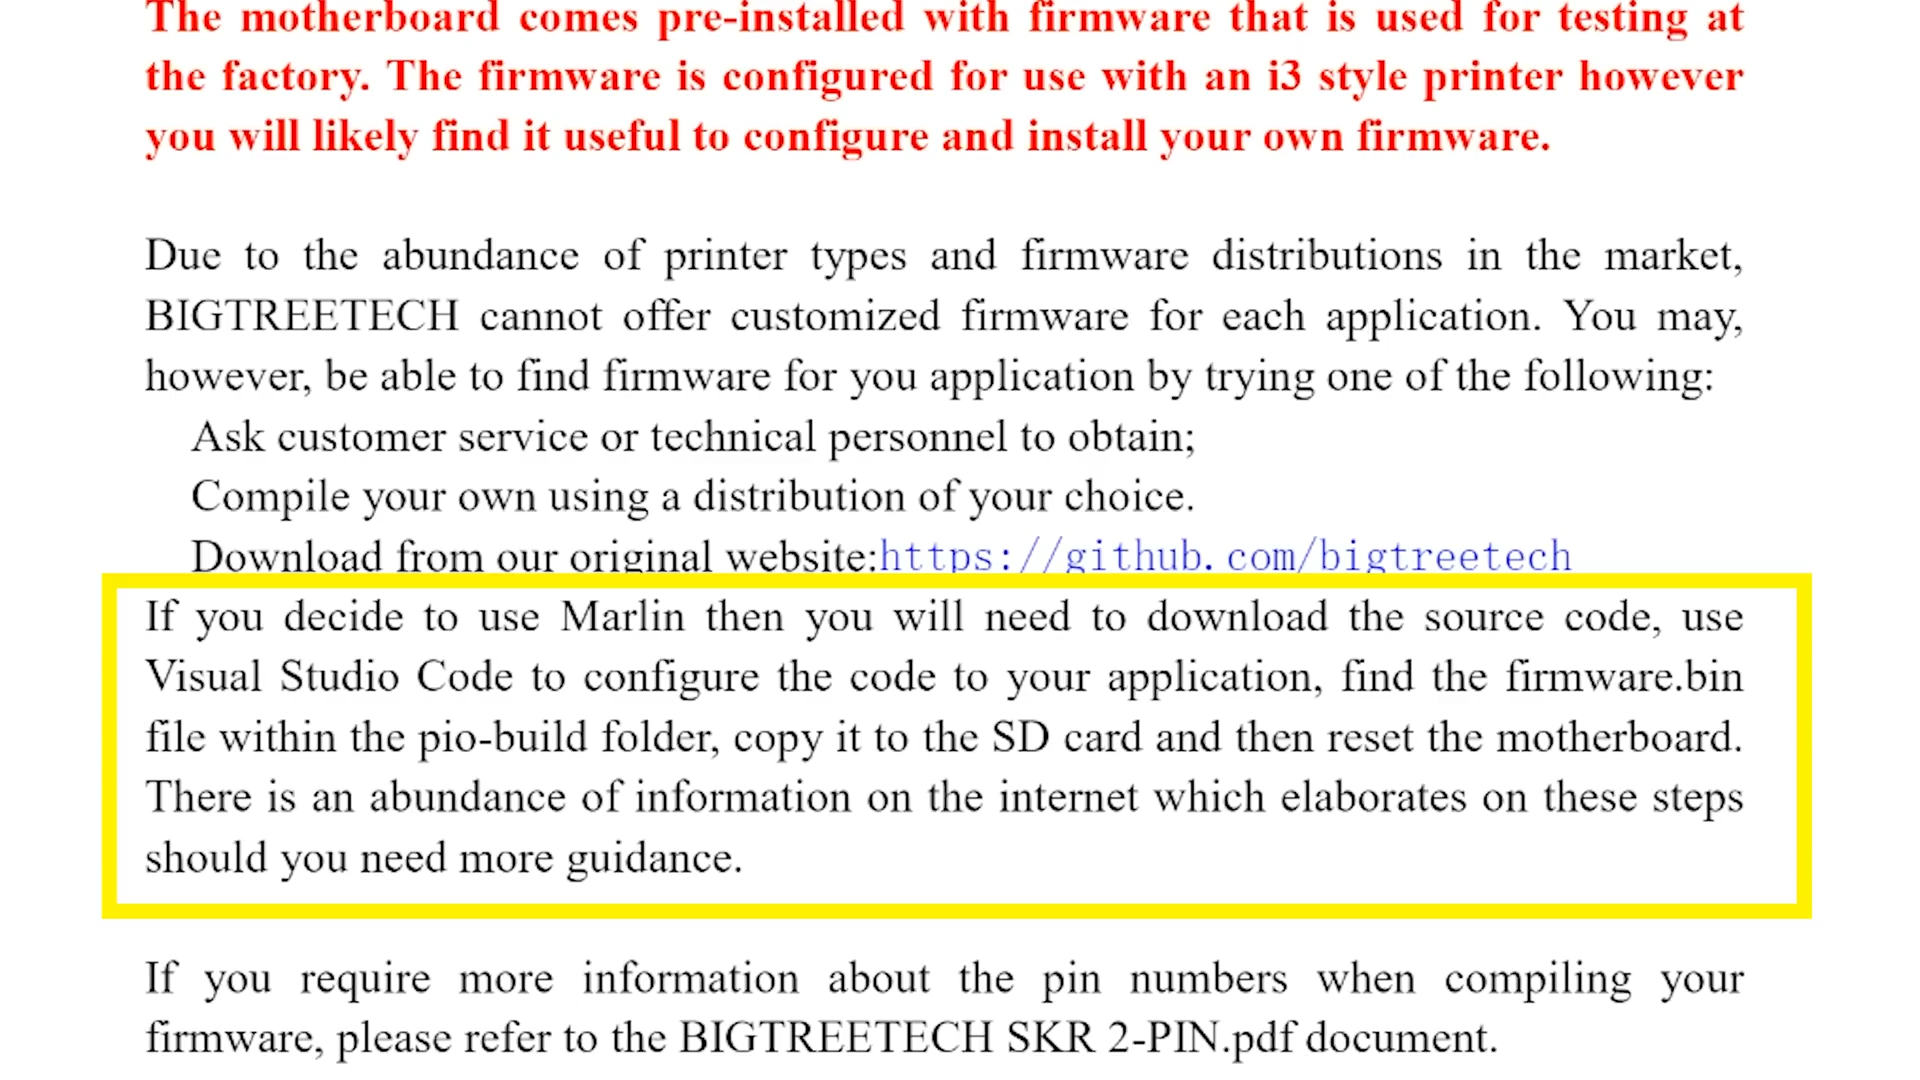 The motherboard comes pre-installed with firmware that is used for testing at
the factory. The firmware is configured for use with an i3 style printer however
you will likely find it useful to configure and install your own firmware.
Due to the abundance of printer types and firmware distributions in the market,
BIGTREETECH cannot offer customized firmware for each application. You may,
however, be able to find firmware for you application by trying one of the following:
Ask customer service or technical personnel to obtain;
Compile your own using a distribution of your choice.
Download from our original website:https://github.com/bigtreetech
If you decide to use Marlin then you will need to download the source code, use
Visual Studio Code to configure the code to your application, find the firmware.bin
file within the pio-build folder, copy it to the SD card and then reset the motherboard.
There is an abundance of information on the internet which elaborates on these steps
should you need more guidance.
If you require more information about the pin numbers when compiling your
firmware, please refer to the BIGTREETECH SKR 2-PIN.pdf document.